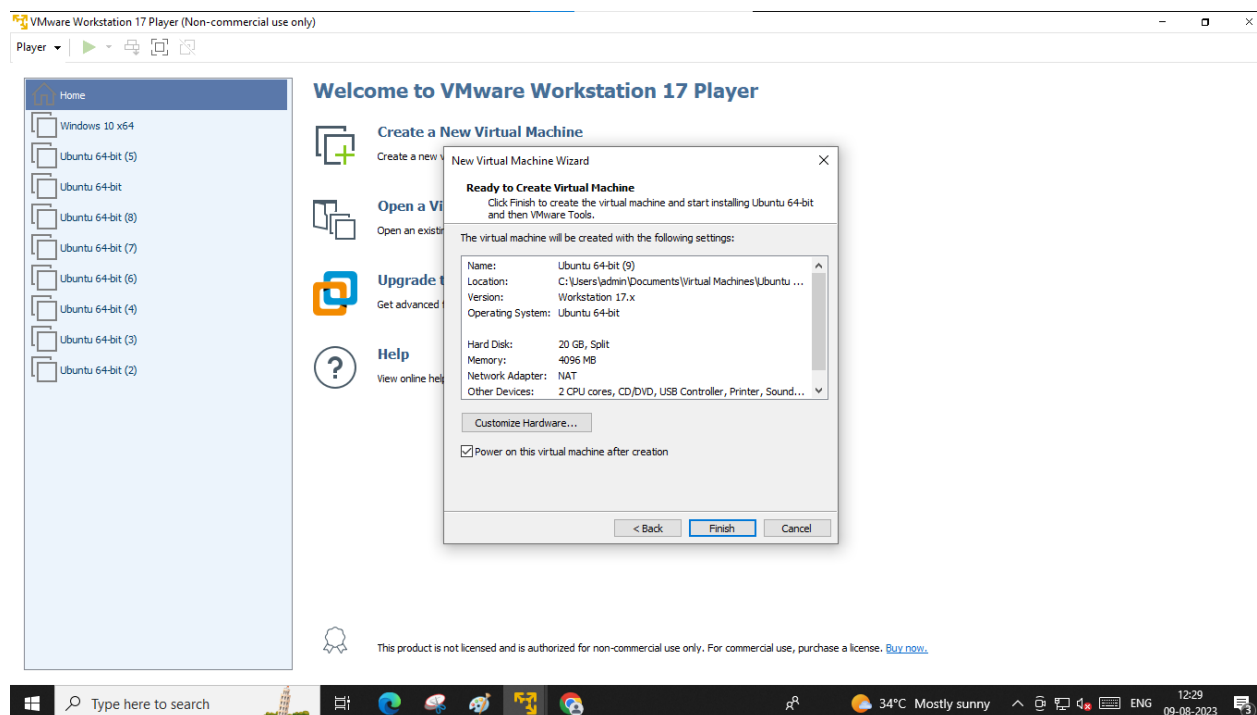 VMware Workstation 17 Player (Non-commercial use only)
Player
Home
Windows 10 x64
Ubuntu 64-bit (5)
Ubuntu 64-bit
Ubuntu 64-bit (8)
Ubuntu 64-bit (7)
Ubuntu 64-bit (6)
Ubuntu 64-bit (4)
Ubuntu 64-bit (3)
Ubuntu 64-bit (2)
Welcome to VMware Workstation 17 Player
Create a New Virtual Machine
Create a new v
Open a Vi
Open an existin
Upgrade t
Get advanced f
Help
View online help
New Virtual Machine Wizard
Ready to Create Virtual Machine
Click Finish to create the virtual machine and start installing Ubuntu 64-bit
and then VMware Tools.
The virtual machine will be created with the following settings:
Name: Ubuntu 64-bit (9)
Location: C:\Users\admin\Documents\Virtual Machines\Ubuntu ...
Version: Workstation 17.x
Operating System: Ubuntu 64-bit
Hard Disk: 20 GB, Split
Memory: 4096 MB
Network Adapter: NAT
Other Devices: 2 CPU cores, CD/DVD, USB Controller, Printer, Sound...
Customize Hardware...
Power on this virtual machine after creation
< Back
Finish
Cancel
This product is not licensed and is authorized for non-commercial use only. For commercial use, purchase a license. Buy now.
Type here to search
34°C Mostly sunny
ENG
12:29
09-08-2023
3